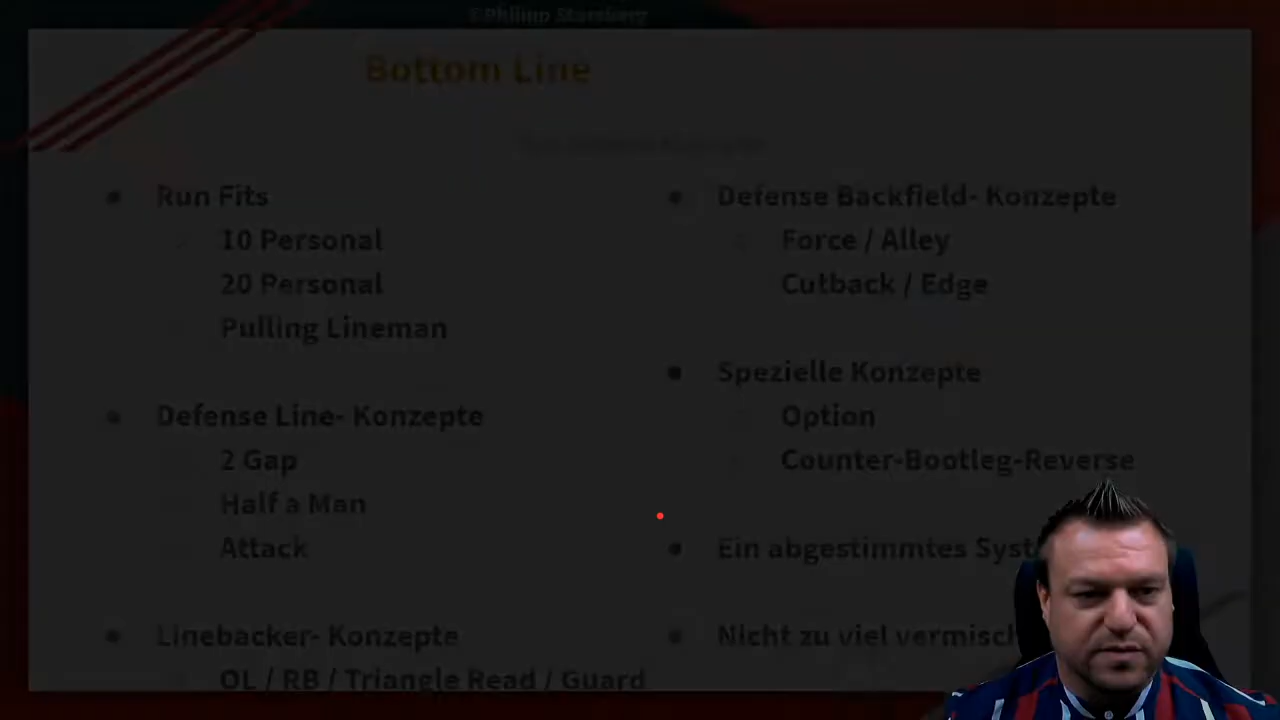 ©Philipp Starzberg
Bottom Line
Run Fits
10 Personal
20 Personal
Pulling Lineman
Defense Line- Konzepte
2 Gap
Half a Man
Attack
Linebacker- Konzepte
OL / RB / Triangle Read / Guard
Defense Backfield- Konzepte
Force / Alley
Cutback / Edge
Spezielle Konzepte
Option
Counter-Bootleg-Reverse
Ein abgestimmtes
Nicht zu viel